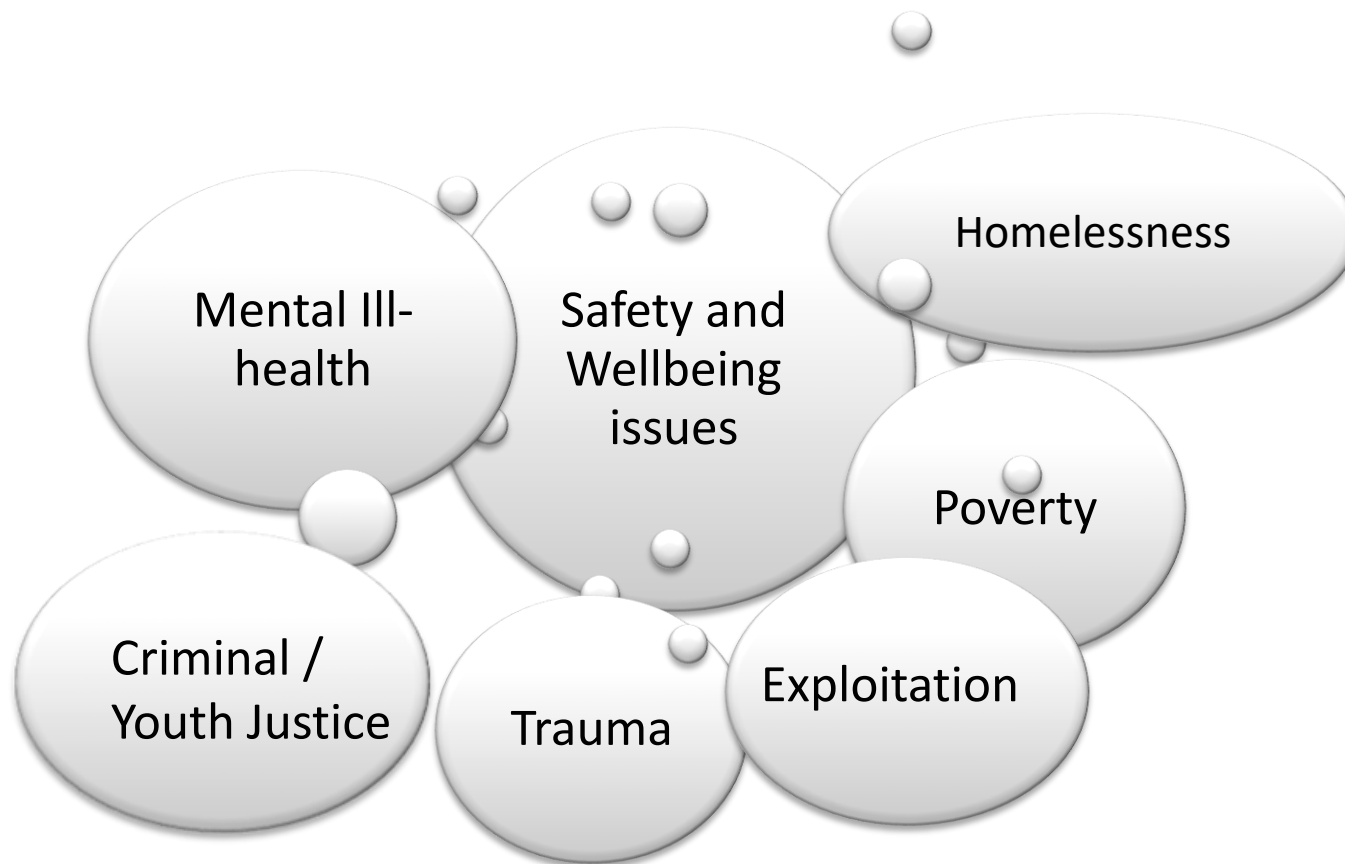 Homelessness
Mental Ill-
health
Safety and
Wellbeing
issues
Poverty
Criminal /
Youth Justice
Trauma
Exploitation